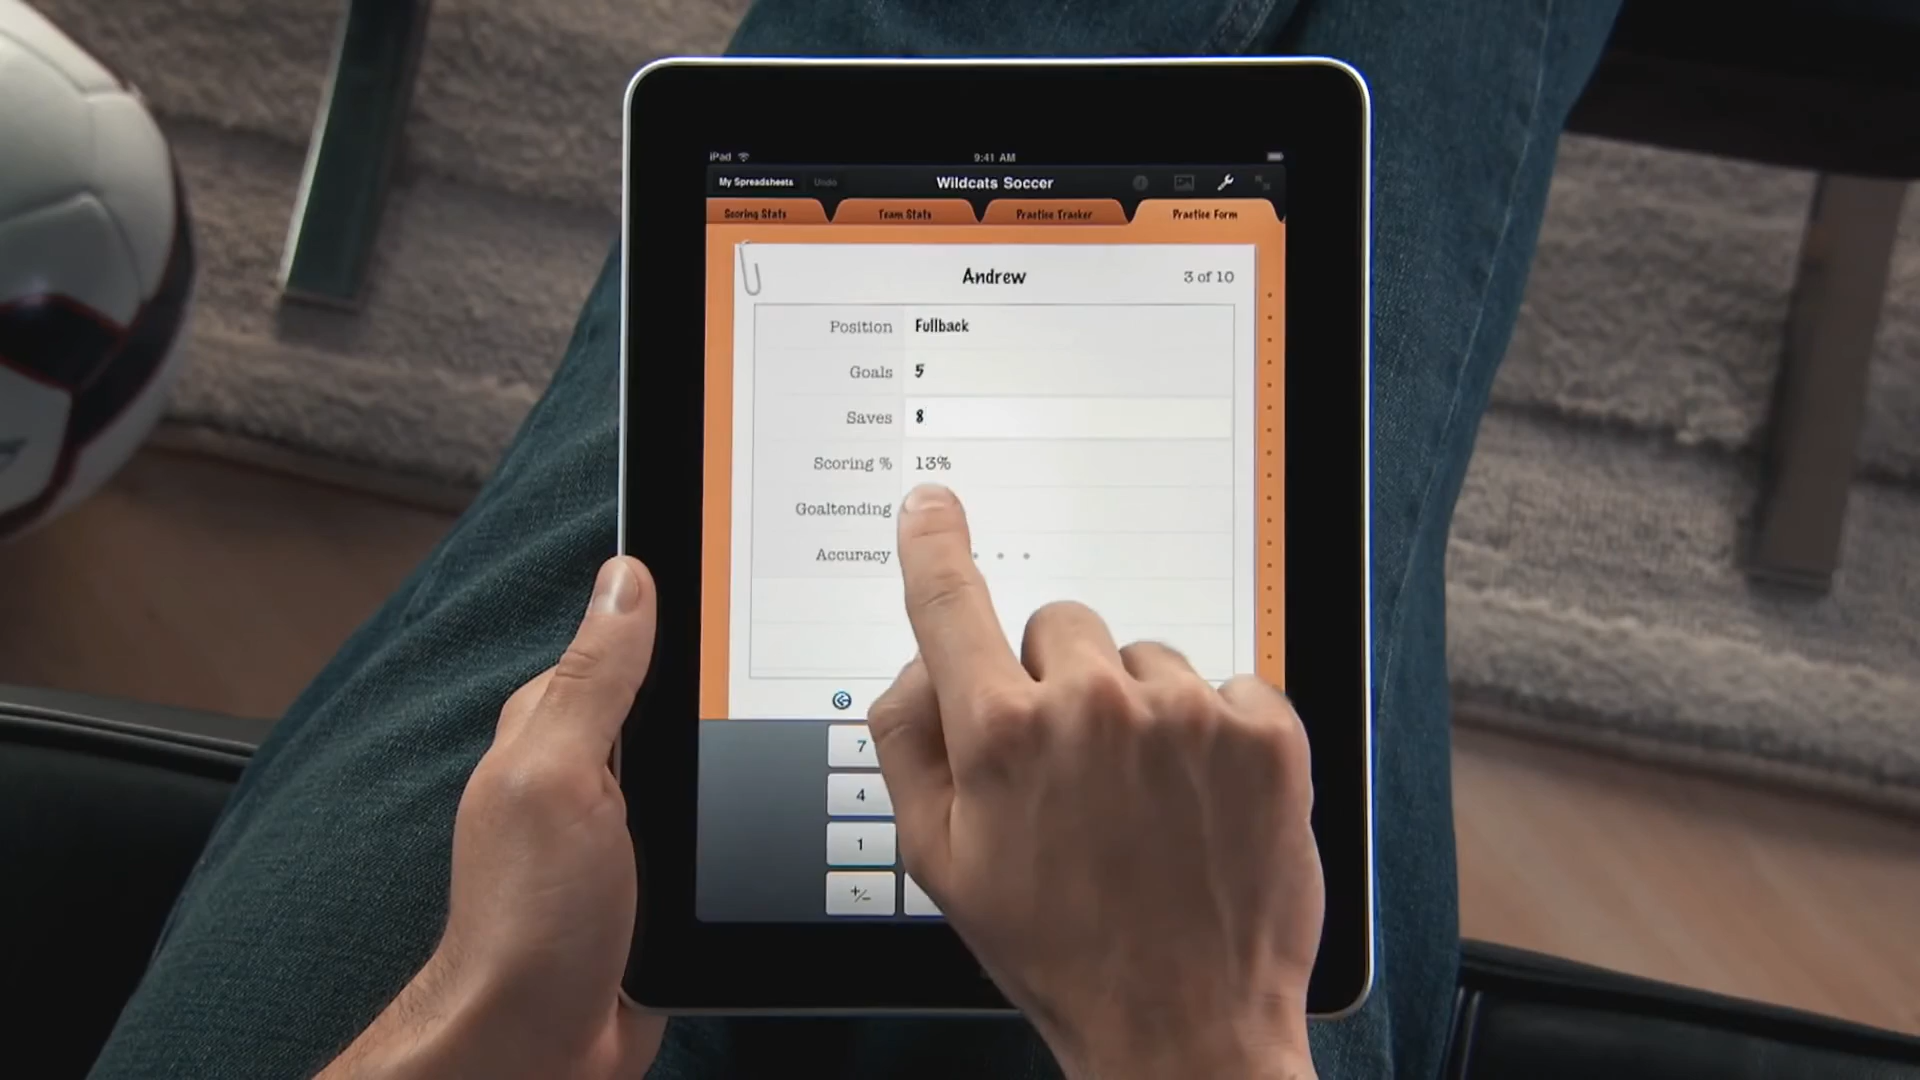 iPad 9:41 AM
My Spreadsheets Undo Wildcats Soccer
Scoring Stats Team Stats Practice Tracker Practice Form
Andrew 3 of 10
Position Fullback
Goals 5
Saves 8
Scoring % 13%
Goaltending
Accuracy
7
4
1
+/-